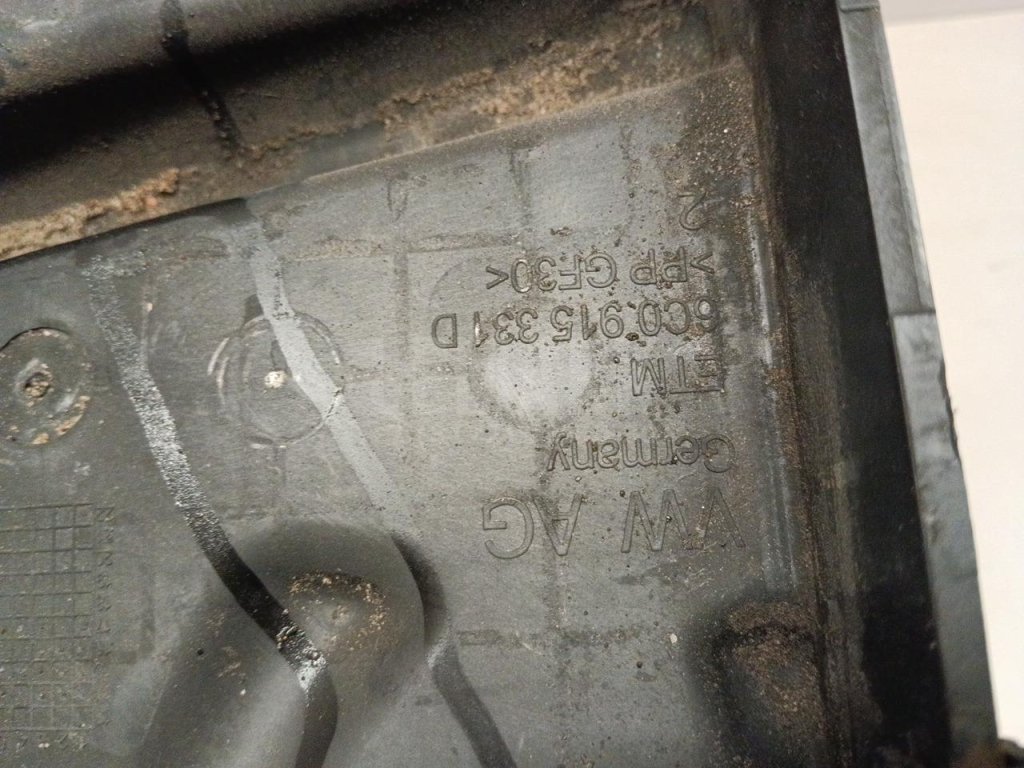 VW AG
Germany
ETM
6C0 915 331 D
>PP GF30<
2